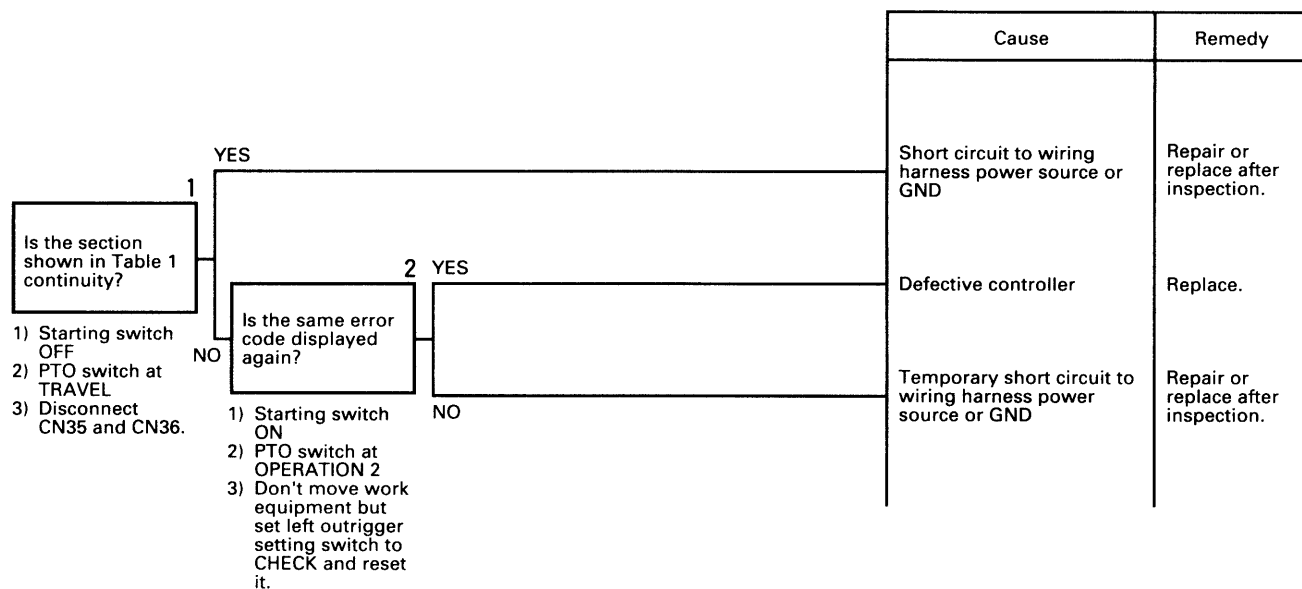 Cause
Remedy
YES
Short circuit to wiring
harness power source or
GND
Repair or
replace after
inspection.
1
Is the section
shown in Table 1
continuity?
1) Starting switch
OFF
2) PTO switch at
TRAVEL
3) Disconnect
CN35 and CN36.
NO
2
YES
Is the same error
code displayed
again?
Defective controller
Replace.
NO
Temporary short circuit to
wiring harness power
source or GND
Repair or
replace after
inspection.
1) Starting switch
ON
2) PTO switch at
OPERATION 2
3) Don't move work
equipment but
set left outrigger
setting switch to
CHECK and reset
it.